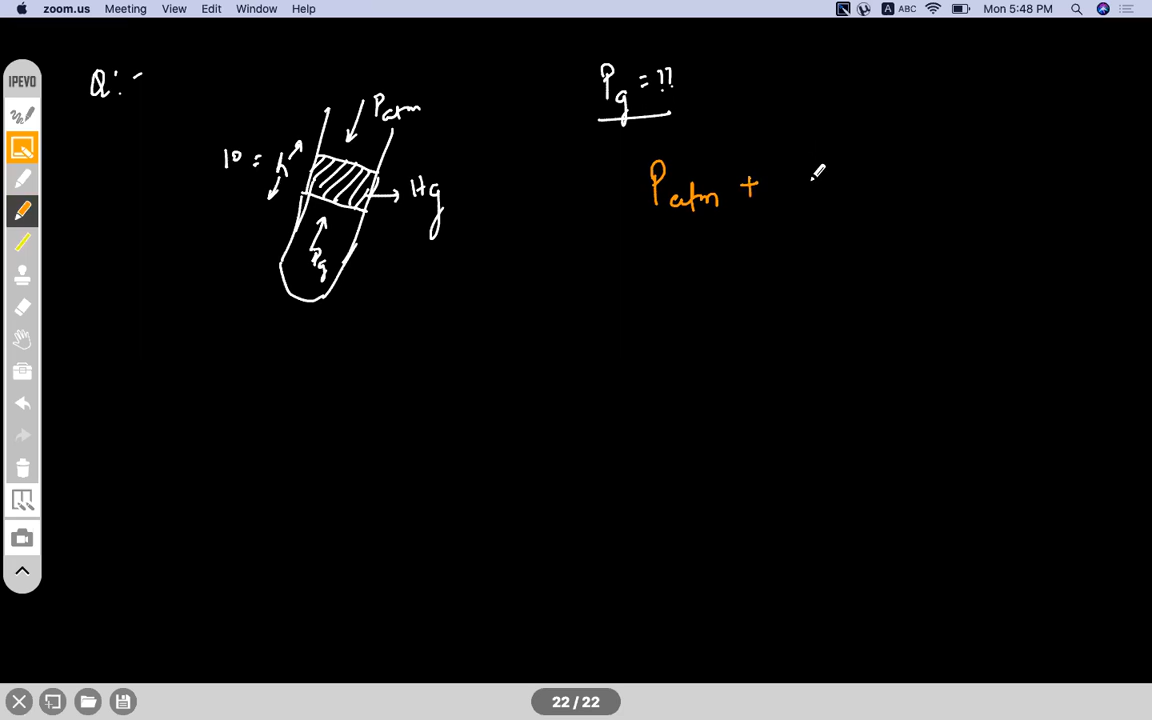 zoom.us Meeting View Edit Window Help A ABC Mon 5:48 PM
IPEVO
Q:-
Patm
Pg = ??
10 = h
Hg
Patm +
Pg
22 / 22